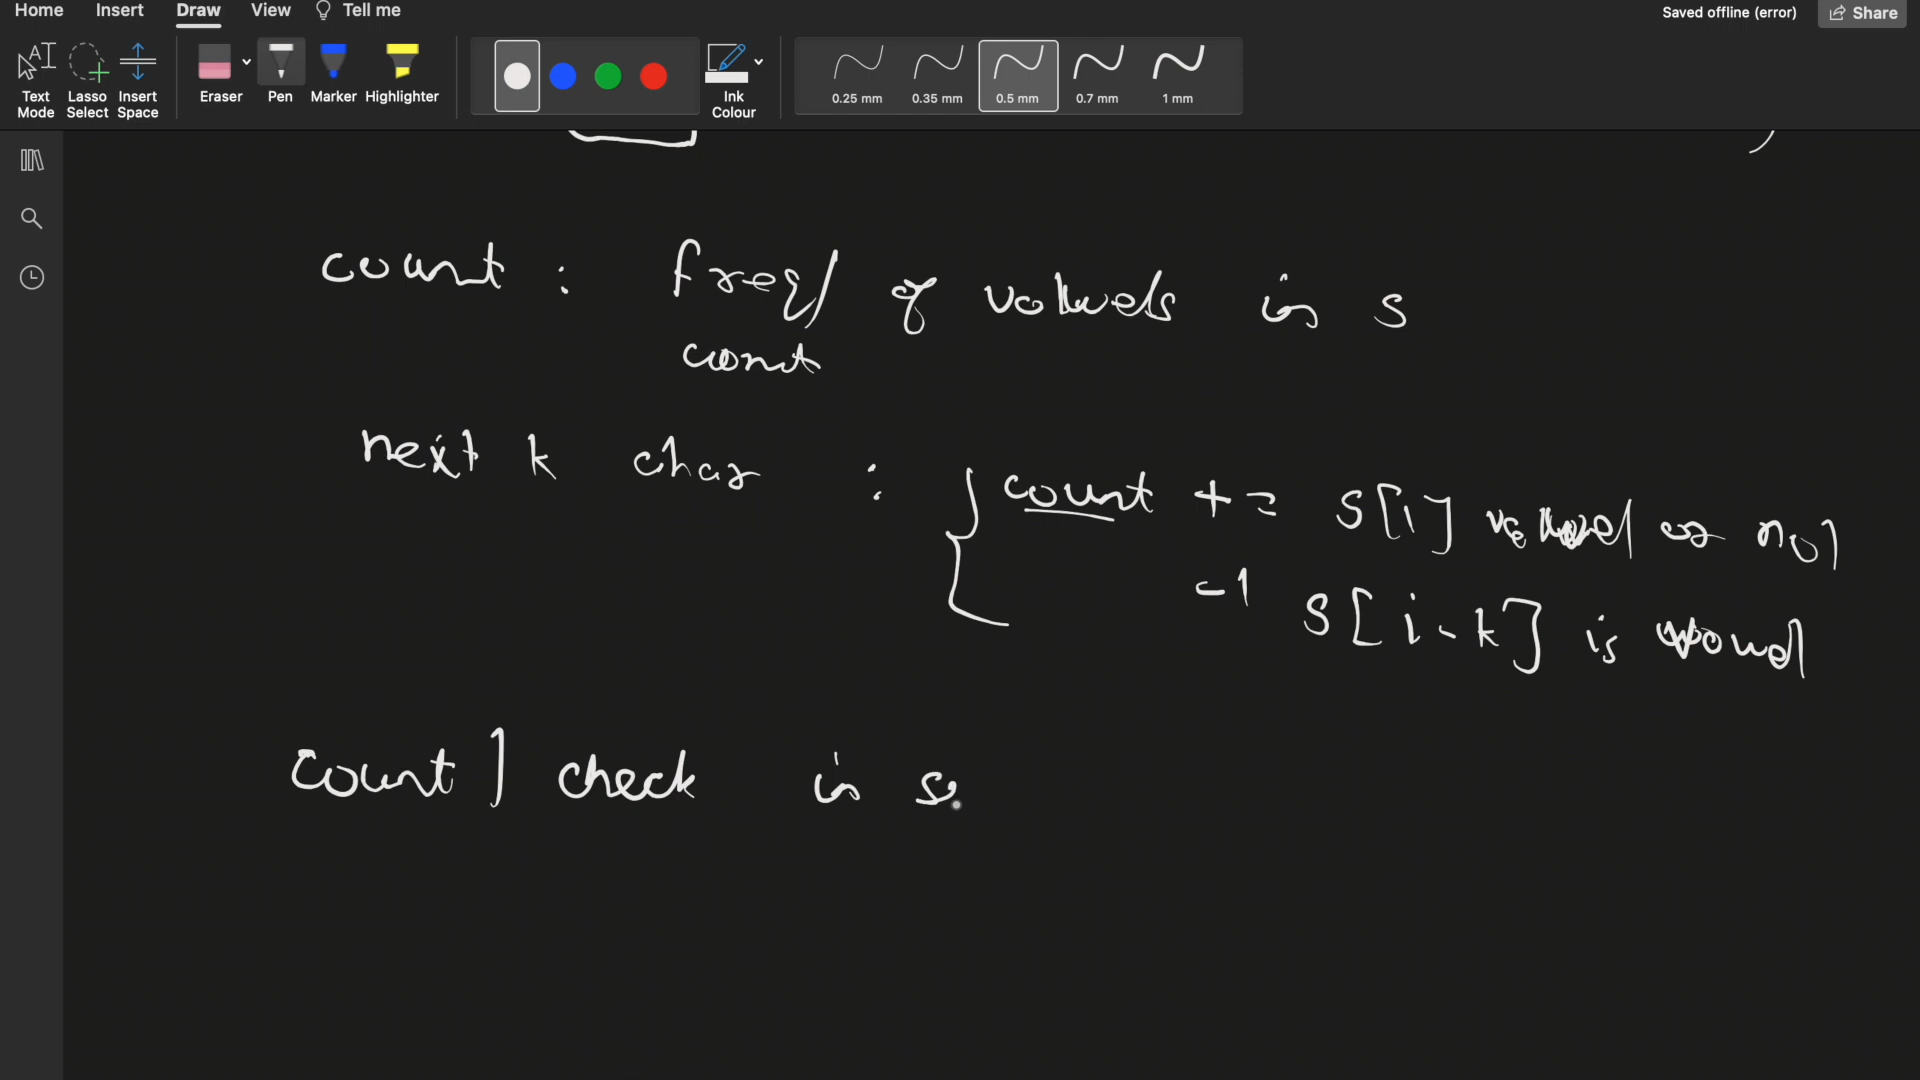 Home Insert Draw View Tell me Saved offline (error) Share
Text Mode Lasso Select Insert Space Eraser Pen Marker Highlighter Ink Colour 0.25 mm 0.35 mm 0.5 mm 0.7 mm 1 mm
count : freq/ of vowels in s
count
next k char : { count += s[i] vowel or not
-1 s[i-k] is vowel
count ] check in s